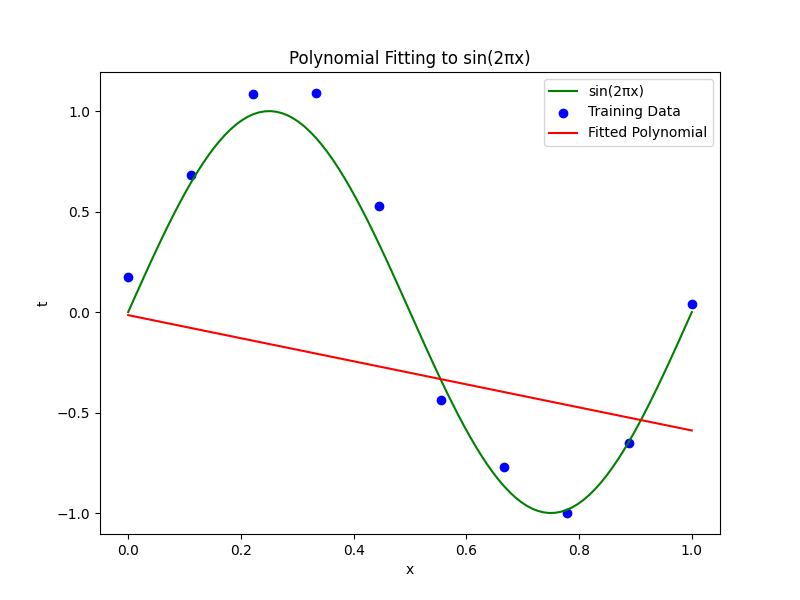 Polynomial Fitting to sin(2πx)
sin(2πx)
Training Data
Fitted Polynomial
1.0
0.5
0.0
−0.5
−1.0
t
0.0 0.2 0.4 0.6 0.8 1.0
x